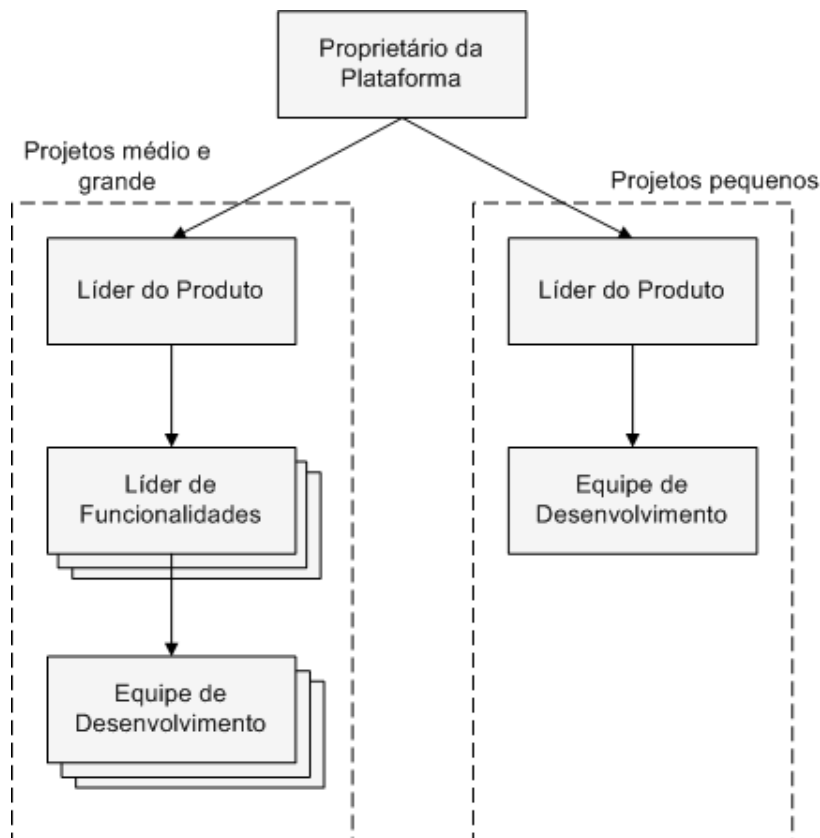 Proprietário da
Plataforma
Projetos médio e
grande
Projetos pequenos
Líder do Produto
Líder do Produto
Líder de
Funcionalidades
Equipe de
Desenvolvimento
Equipe de
Desenvolvimento